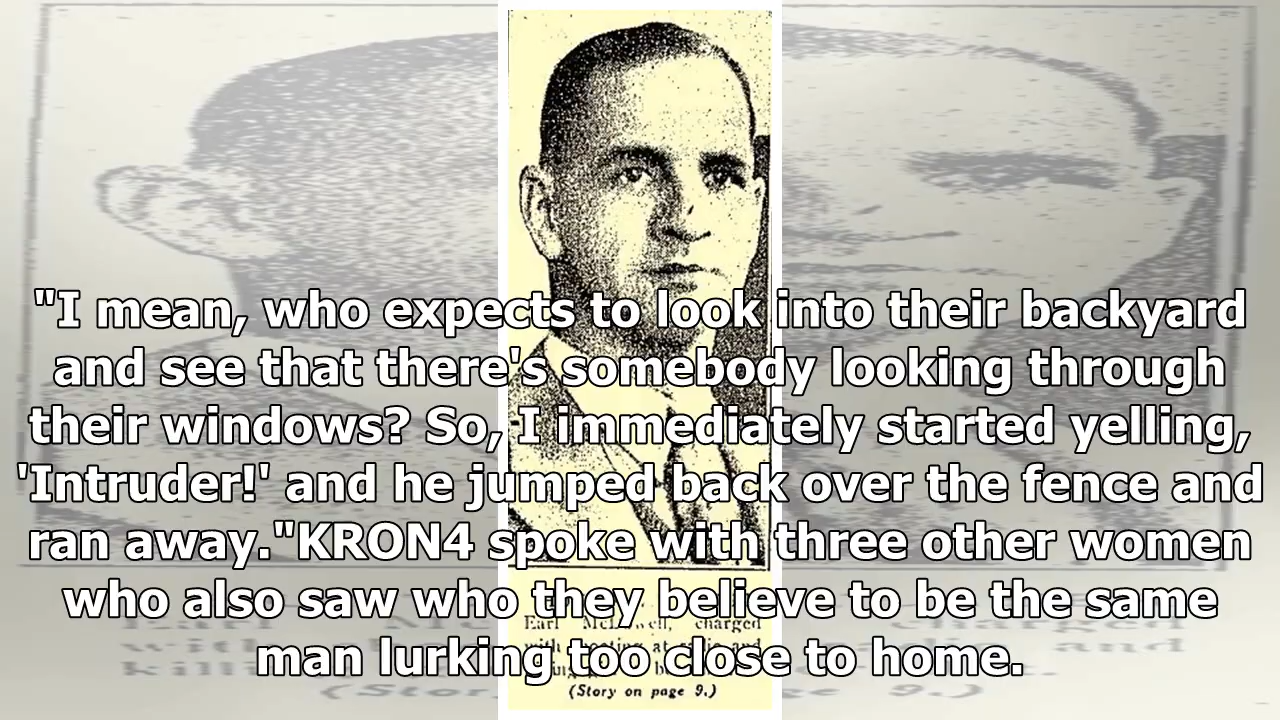 "I mean, who expects to look into their backyard
and see that there's somebody looking through
their windows? So, I immediately started yelling,
'Intruder!' and he jumped back over the fence and
ran away."KRON4 spoke with three other women
who also saw who they believe to be the same
man lurking too close to home.
Earl charged
(Story on page 9.)